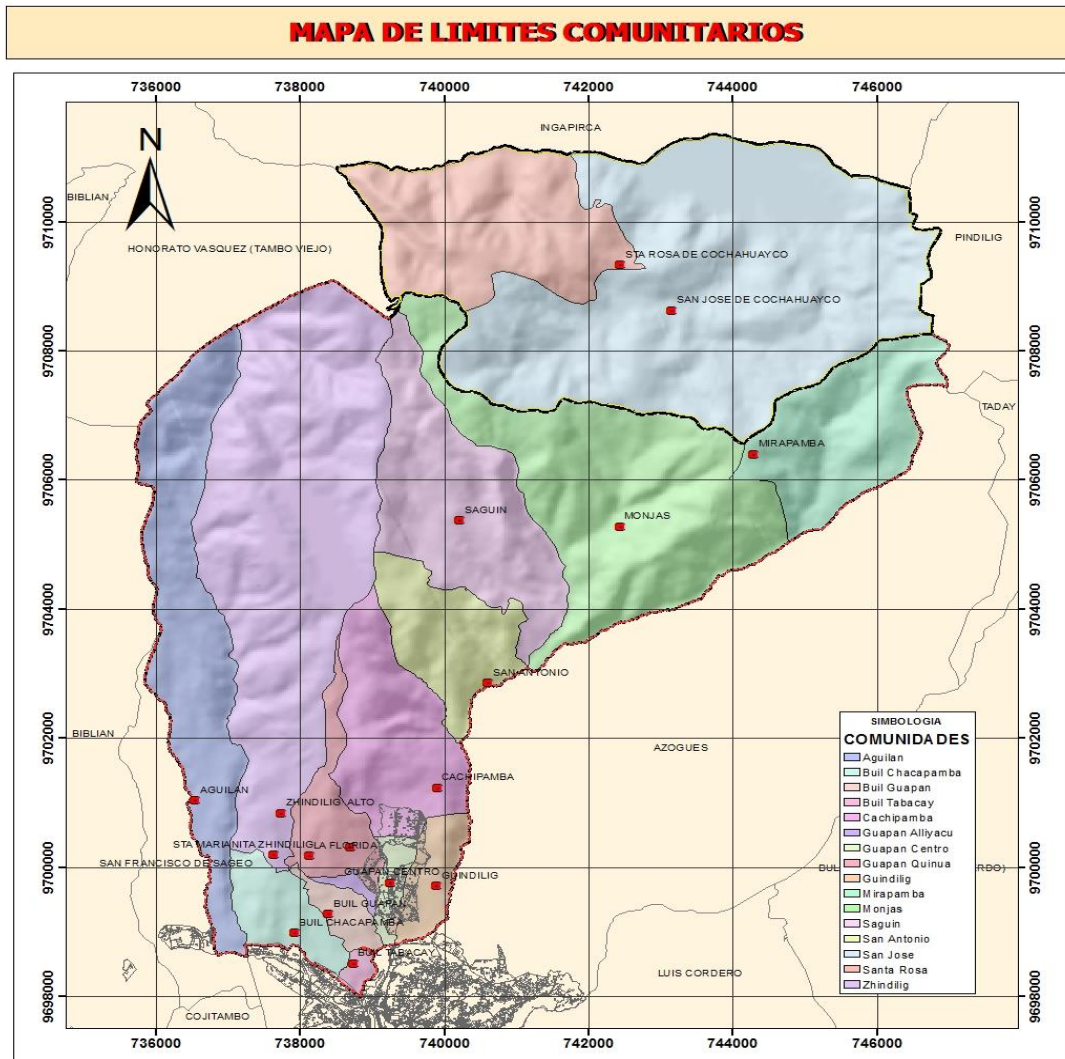 MAPA DE LIMITES COMUNITARIOS
736000 738000 740000 742000 744000 746000
N
INGAPIRCA
BIBLIAN
9710000
9710000
PINDILIG
HONORATO VASQUEZ (TAMBO VIEJO)
STA ROSA DE COCHAHUAYCO
SAN JOSE DE COCHAHUAYCO
9708000
9708000
TADAY
MIRAPAMBA
9706000
9706000
SAGUIN
MONJAS
9704000
9704000
SAN ANTONIO
9702000
9702000
BIBLIAN
AZOGUES
CACHIPAMBA
AGUILAN
ZHINDILIG ALTO
STA MARIANITA ZHINDILIG
LA FLORIDA
SAN FRANCISCO DE SAGEO
9700000
9700000
GUAPAN CENTRO
GUINDILIG
BUIL GUAPAN
BUIL CHACAPAMBA
BUIL TABACAY
LUIS CORDERO
9698000
9698000
COJITAMBO
SIMBOLOGIA
COMUNIDADES
Aguilan
Buil Chacapamba
Buil Guapan
Buil Tabacay
Cachipamba
Guapan Alliyacu
Guapan Centro
Guapan Quinua
Guindilig
Mirapamba
Monjas
Saguin
San Antonio
San Jose
Santa Rosa
Zhindilig
736000 738000 740000 742000 744000 746000